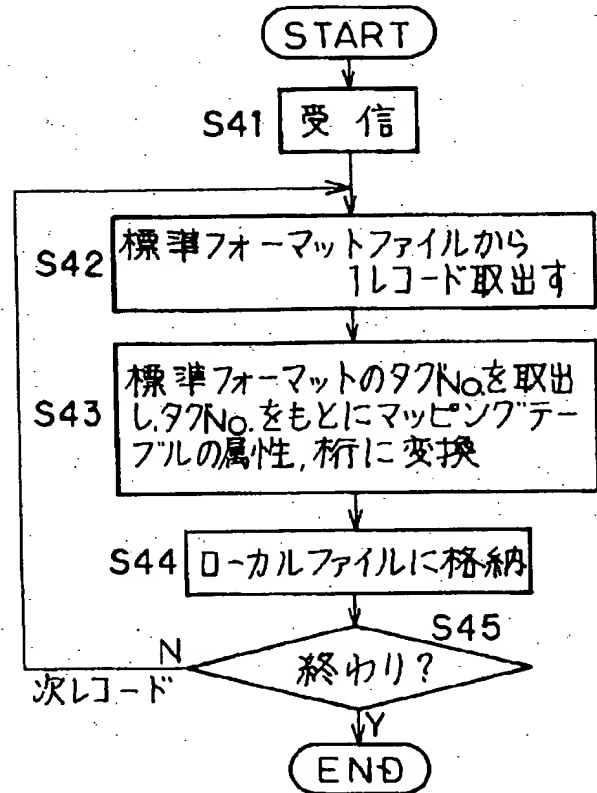 START
S41 受信
S42 標準フォーマットファイルから
1レコード取出す
標準フォーマットのタグNo.を取出
S43 し、タグNo.をもとにマッピングテー
ブルの属性,桁に変換
S44 ローカルファイルに格納
S45
N 終わり?
次レコード
Y
END